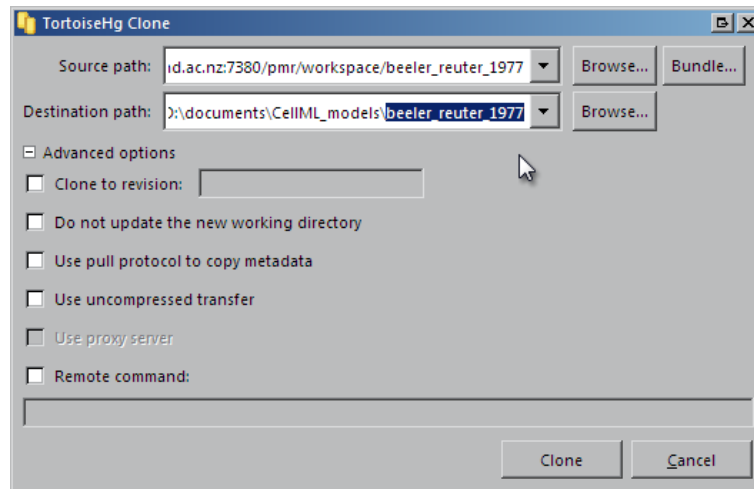 TortoiseHg Clone
Source path: nd.ac.nz:7380/pmr/workspace/beeler_reuter_1977 Browse... Bundle...
Destination path: D:\documents\CellML_models\beeler_reuter_1977 Browse...
Advanced options
Clone to revision:
Do not update the new working directory
Use pull protocol to copy metadata
Use uncompressed transfer
Use proxy server
Remote command:
Clone Cancel